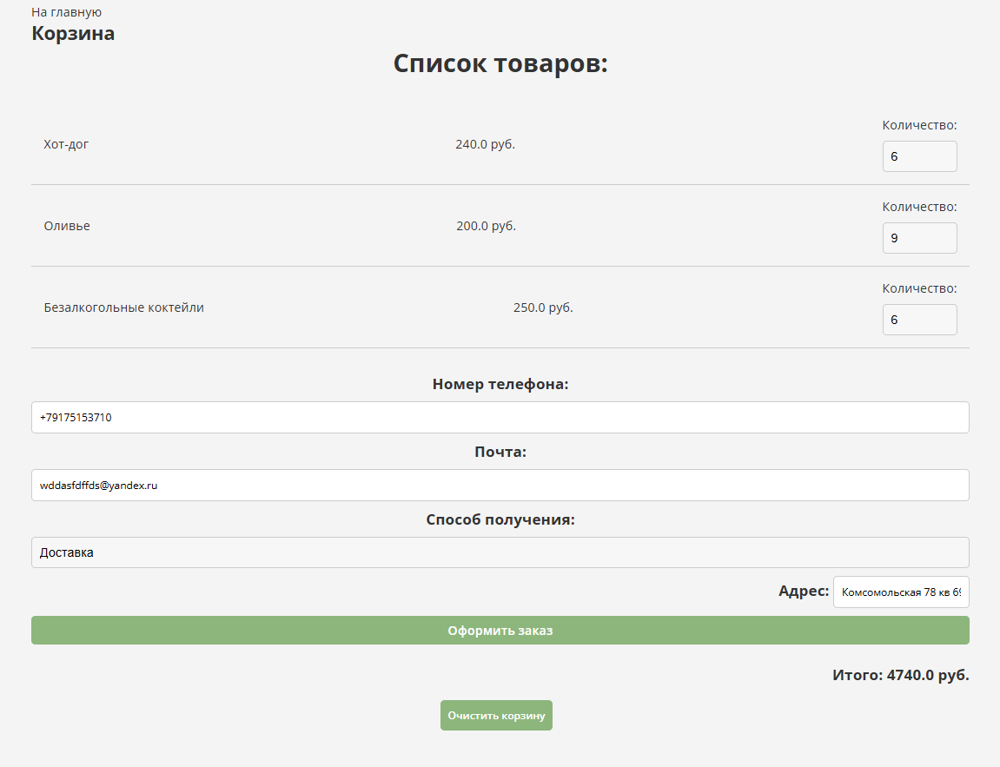 На главную
Корзина
Список товаров:
Количество:
Хот-дог 240.0 руб.
6
Количество:
Оливье 200.0 руб.
9
Количество:
Безалкогольные коктейли 250.0 руб.
6
Номер телефона:
+79175153710
Почта:
wddasfdffds@yandex.ru
Способ получения:
Доставка
Адрес: Комсомольская 78 кв 69
Оформить заказ
Итого: 4740.0 руб.
Очистить корзину